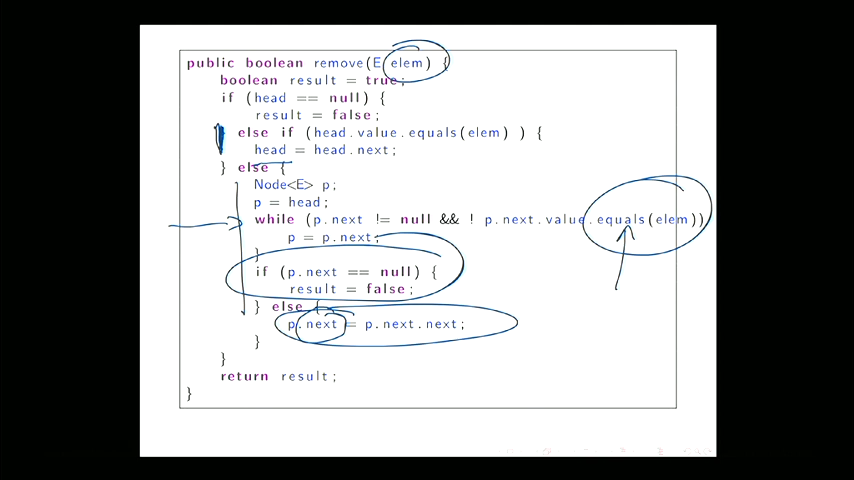 public boolean remove(E elem) {
boolean result = true;
if (head == null) {
result = false;
} else if (head.value.equals(elem) ) {
head = head.next;
} else {
Node<E> p;
p = head;
while (p.next != null && ! p.next.value.equals(elem))
p = p.next;
}
if (p.next == null) {
result = false;
} else {
p.next = p.next.next;
}
}
return result;
}